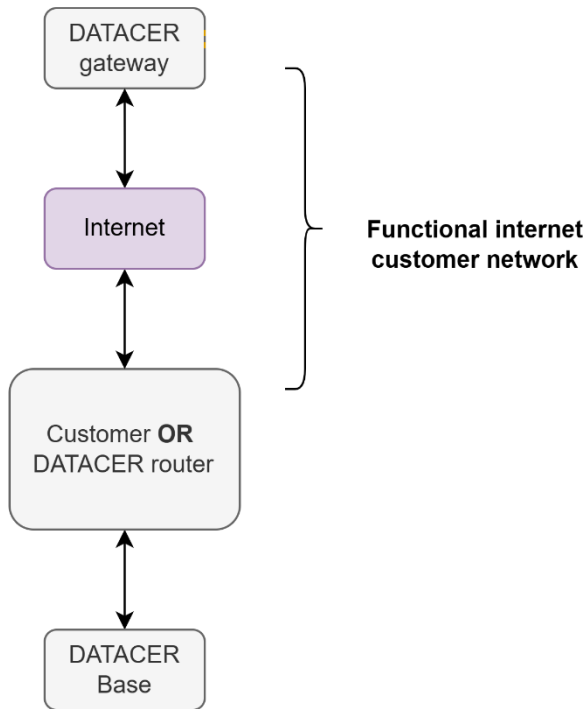 DATACER
gateway
Internet
Functional internet
customer network
Customer OR
DATACER router
DATACER
Base